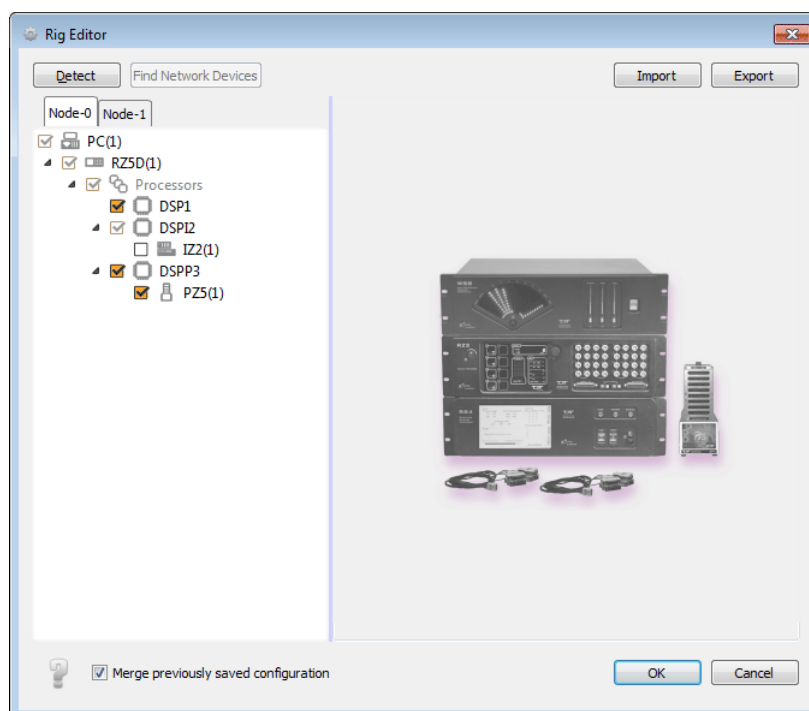 Rig Editor
Detect Find Network Devices Import Export
Node-0 Node-1
PC(1)
RZ5D(1)
Processors
DSP1
DSPI2
IZ2(1)
DSPP3
PZ5(1)
Merge previously saved configuration OK Cancel